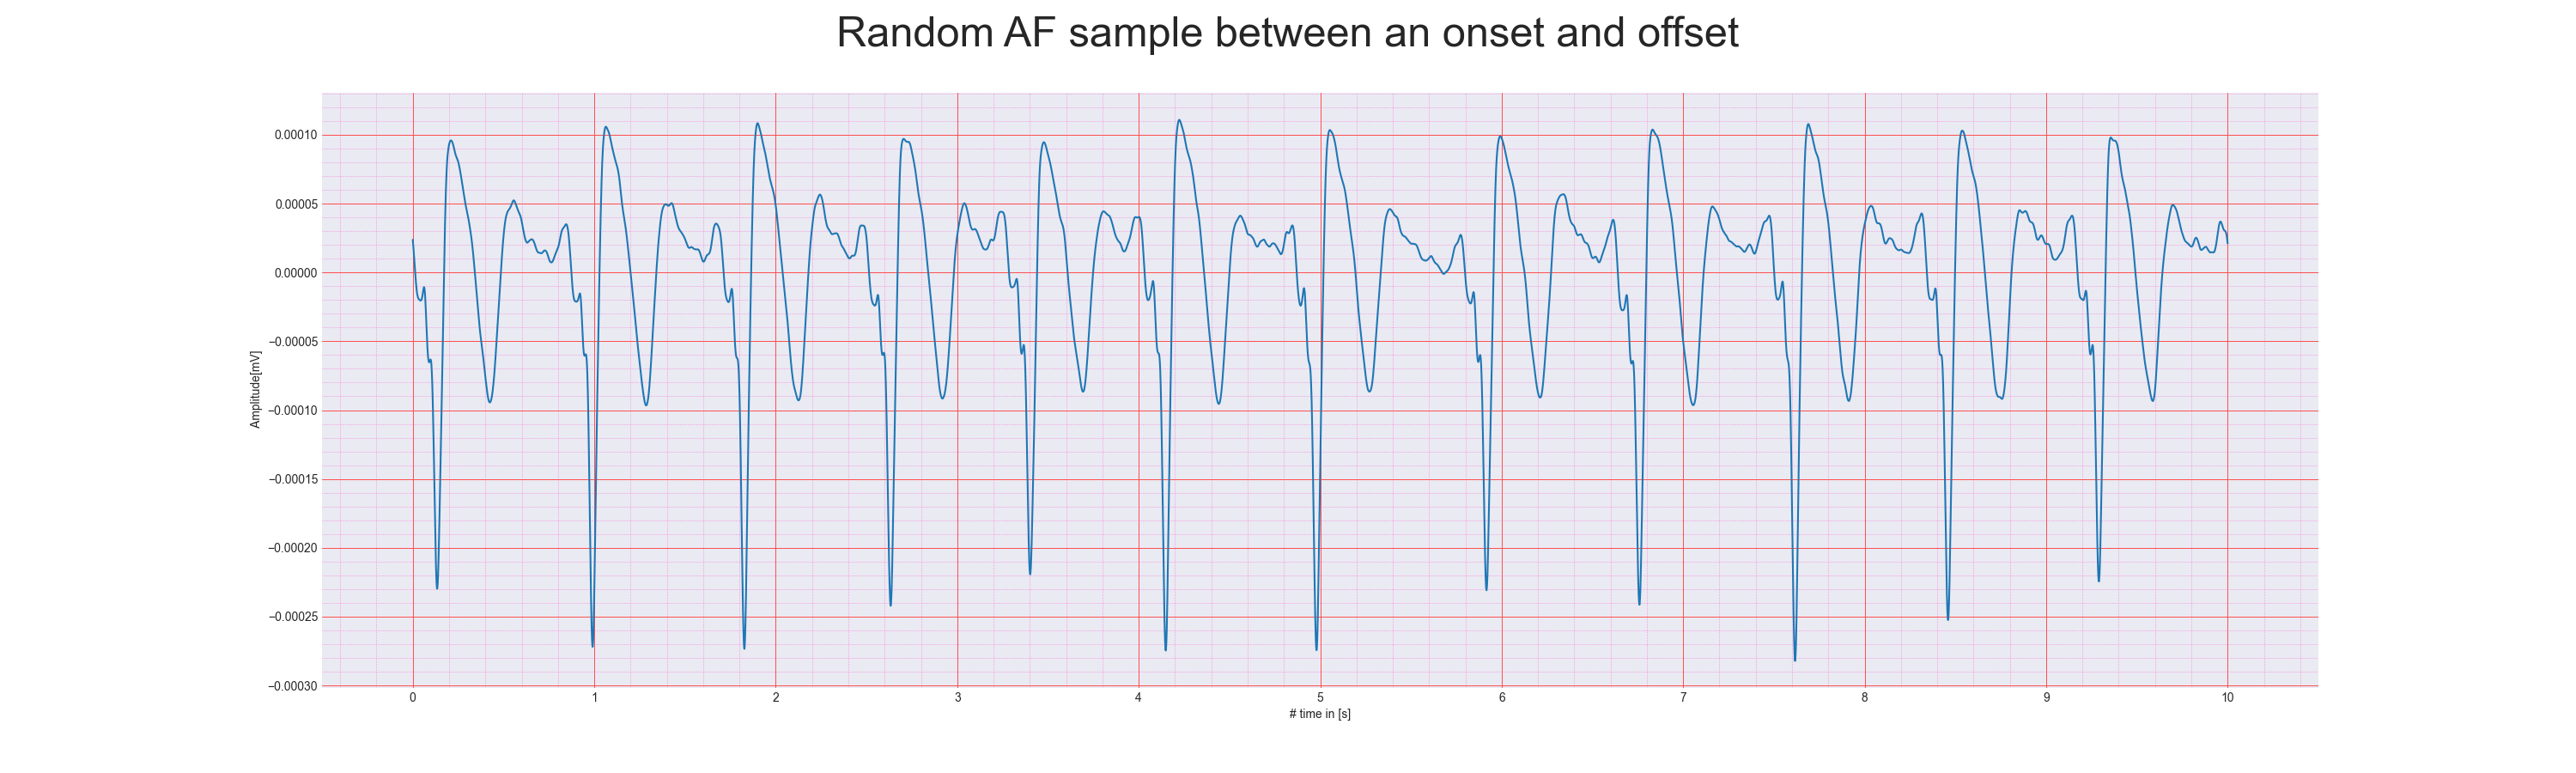 Random AF sample between an onset and offset
0.00010
0.00005
0.00000
−0.00005
−0.00010
−0.00015
−0.00020
−0.00025
−0.00030
Amplitude[mV]
0 1 2 3 4 5 6 7 8 9 10
# time in [s]